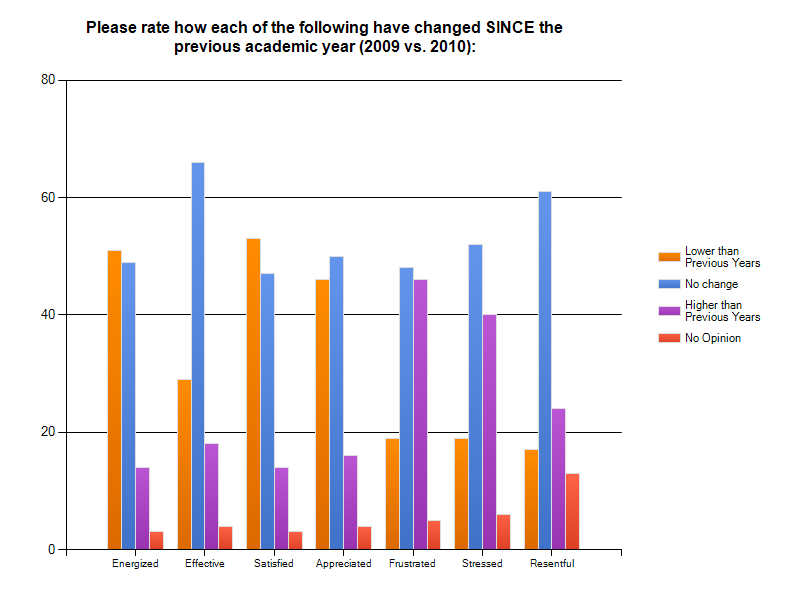 Please rate how each of the following have changed SINCE the
previous academic year (2009 vs. 2010):
80
60
40
20
0
Energized Effective Satisfied Appreciated Frustrated Stressed Resentful
Lower than
Previous Years
No change
Higher than
Previous Years
No Opinion